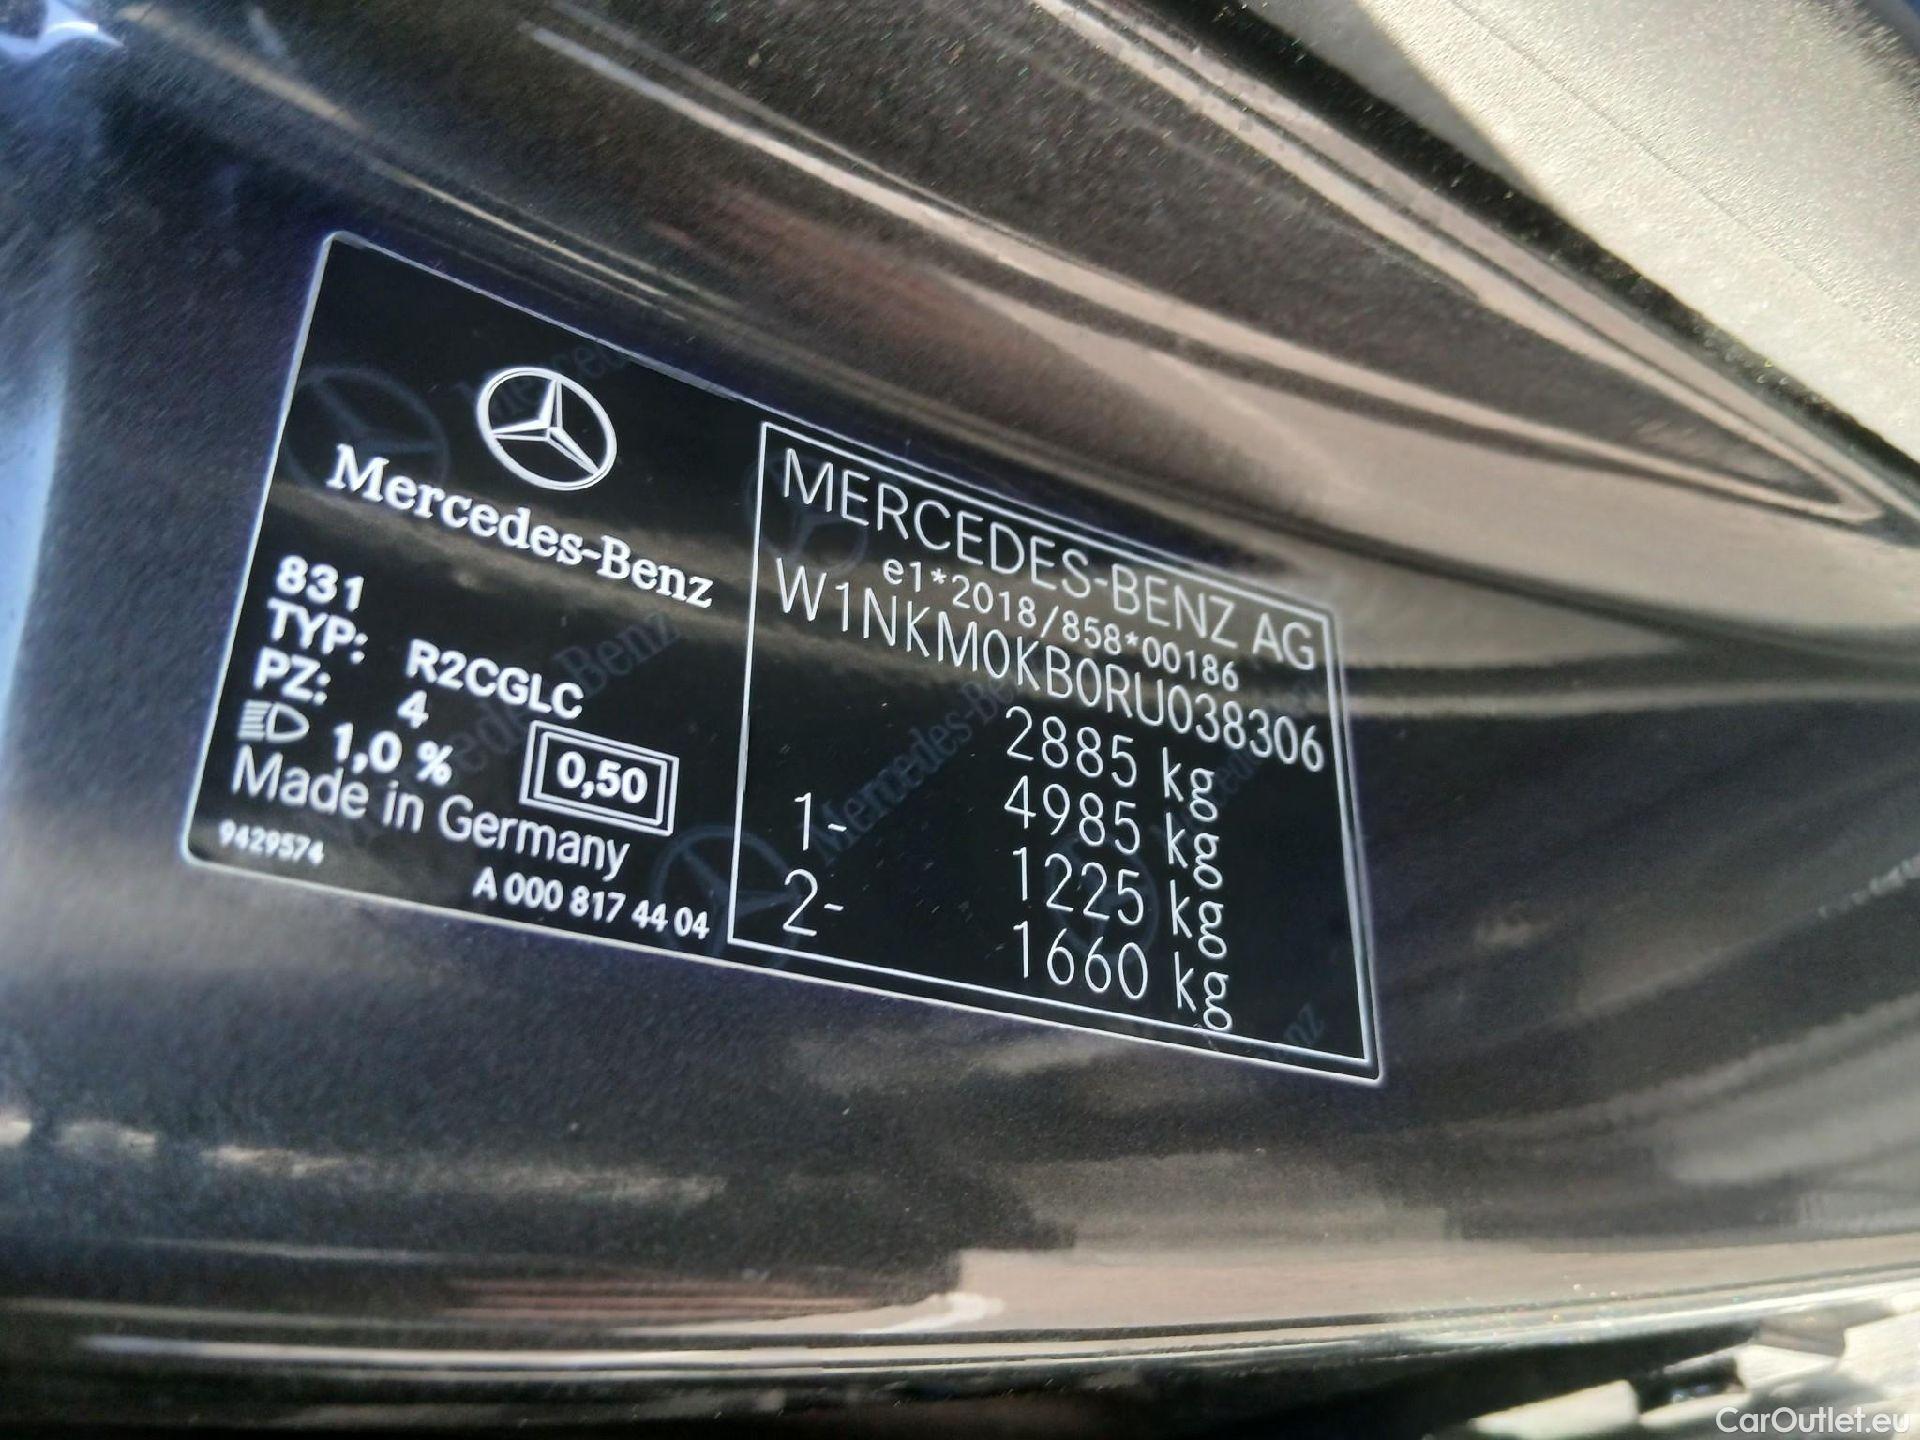 Mercedes-Benz
831
TYP: R2CGLC
PZ: 4
1,0 % 0,50
Made in Germany
9429574
A 000 817 44 04
MERCEDES-BENZ AG
e1*2018/858*00186
W1NKM0KB0RU038306
2885 kg
4985 kg
1- 1225 kg
2- 1660 kg
CarOutlet.eu